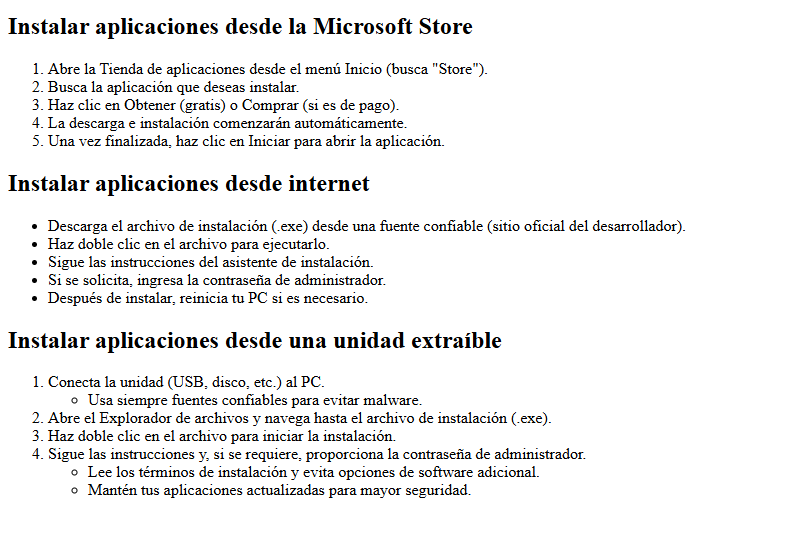 Instalar aplicaciones desde la Microsoft Store
1. Abre la Tienda de aplicaciones desde el menú Inicio (busca "Store").
2. Busca la aplicación que deseas instalar.
3. Haz clic en Obtener (gratis) o Comprar (si es de pago).
4. La descarga e instalación comenzarán automáticamente.
5. Una vez finalizada, haz clic en Iniciar para abrir la aplicación.
Instalar aplicaciones desde internet
• Descarga el archivo de instalación (.exe) desde una fuente confiable (sitio oficial del desarrollador).
• Haz doble clic en el archivo para ejecutarlo.
• Sigue las instrucciones del asistente de instalación.
• Si se solicita, ingresa la contraseña de administrador.
• Después de instalar, reinicia tu PC si es necesario.
Instalar aplicaciones desde una unidad extraíble
1. Conecta la unidad (USB, disco, etc.) al PC.
◦ Usa siempre fuentes confiables para evitar malware.
2. Abre el Explorador de archivos y navega hasta el archivo de instalación (.exe).
3. Haz doble clic en el archivo para iniciar la instalación.
4. Sigue las instrucciones y, si se requiere, proporciona la contraseña de administrador.
◦ Lee los términos de instalación y evita opciones de software adicional.
◦ Mantén tus aplicaciones actualizadas para mayor seguridad.